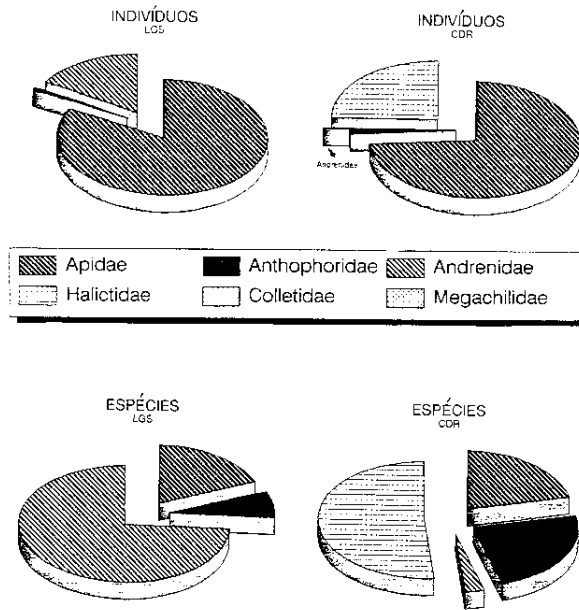 INDIVÍDUOS
LGS
INDIVÍDUOS
CDR
Andrenidae
Apidae
Anthophoridae
Andrenidae
Halictidae
Colletidae
Megachilidae
ESPÉCIES
LGS
ESPÉCIES
CDR